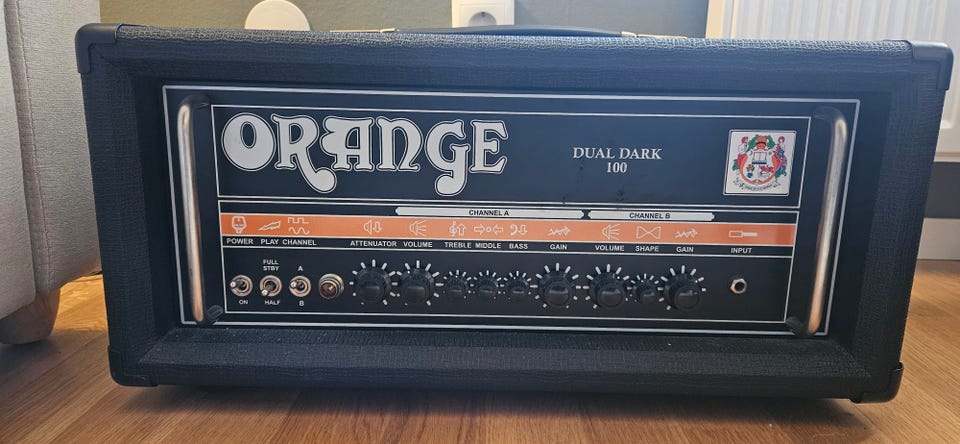 ORANGE
DUAL DARK
100
CHANNEL A
CHANNEL B
POWER PLAY CHANNEL ATTENUATOR VOLUME TREBLE MIDDLE BASS GAIN VOLUME SHAPE GAIN INPUT
FULL
STBY
A
ON
HALF
B